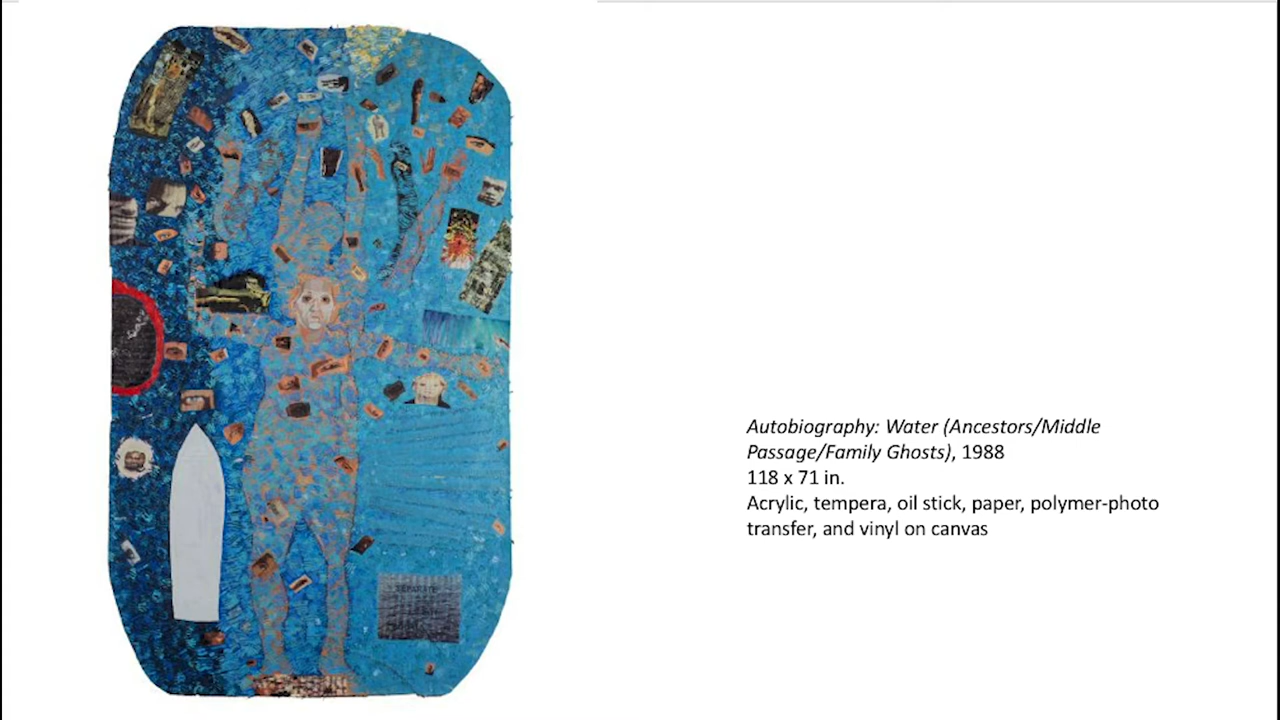 SEPARATE
Autobiography: Water (Ancestors/Middle
Passage/Family Ghosts), 1988
118 x 71 in.
Acrylic, tempera, oil stick, paper, polymer-photo
transfer, and vinyl on canvas